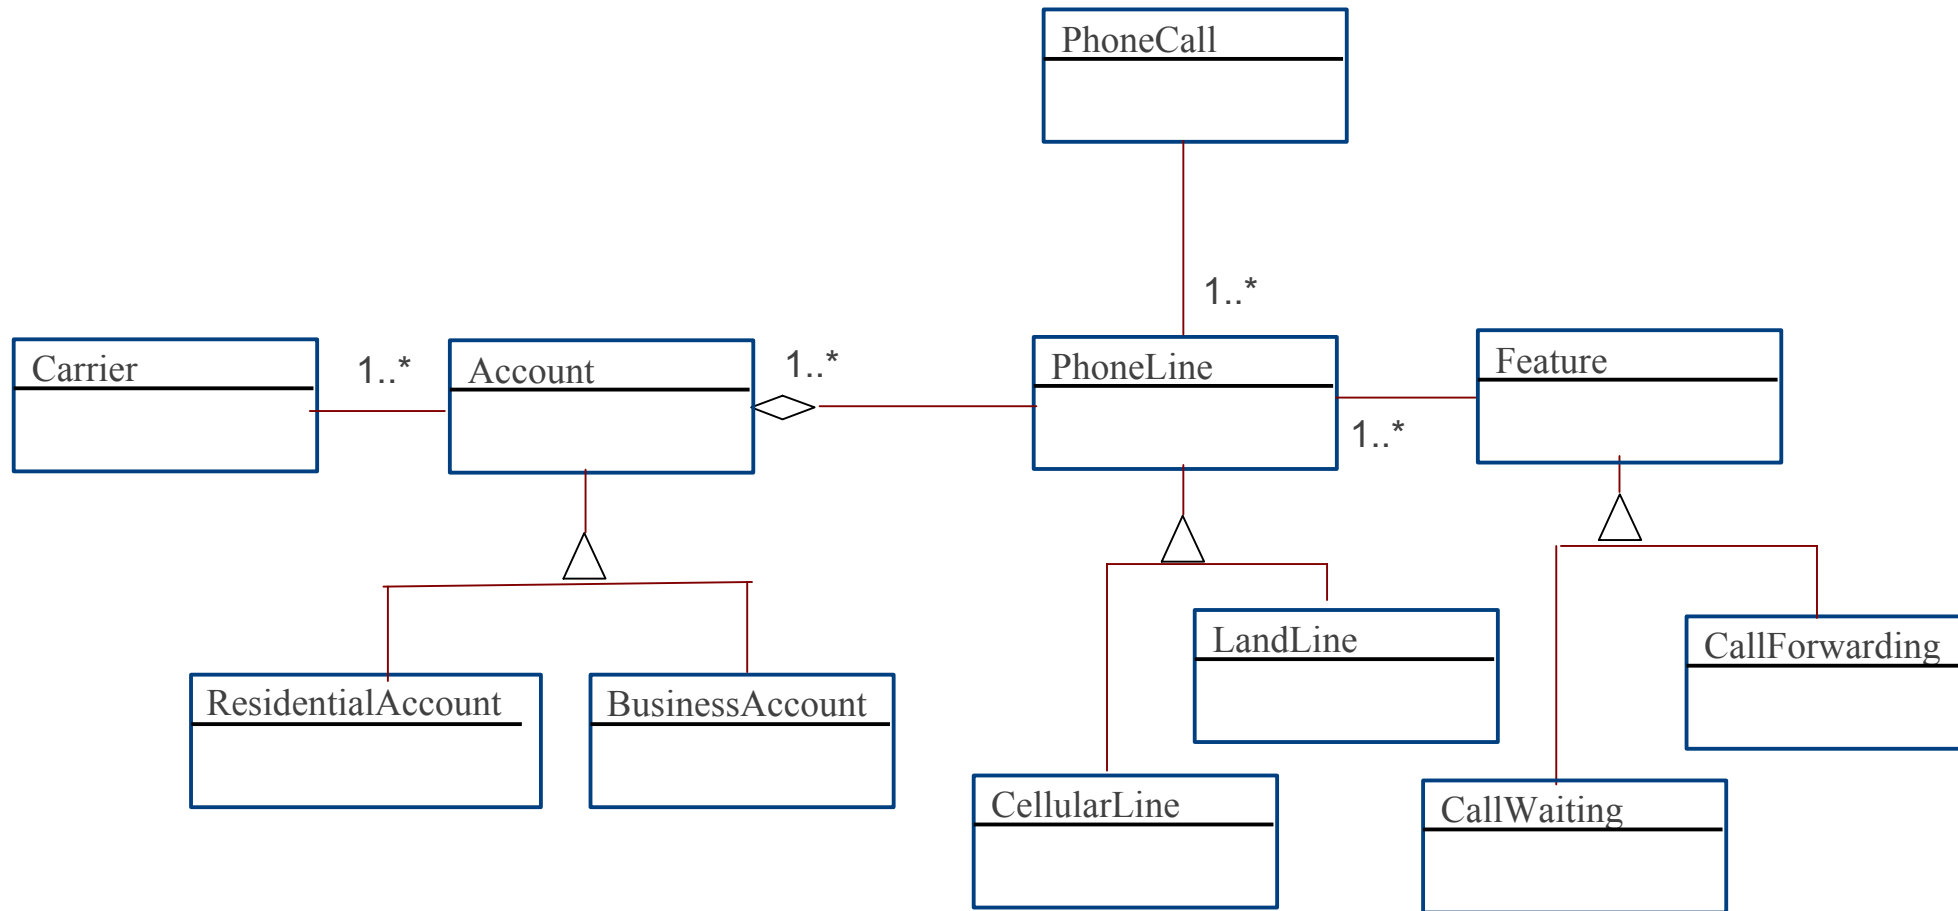 PhoneCall
1..*
Carrier
1..*
Account
1..*
PhoneLine
1..*
Feature
ResidentialAccount
BusinessAccount
LandLine
CellularLine
CallForwarding
CallWaiting